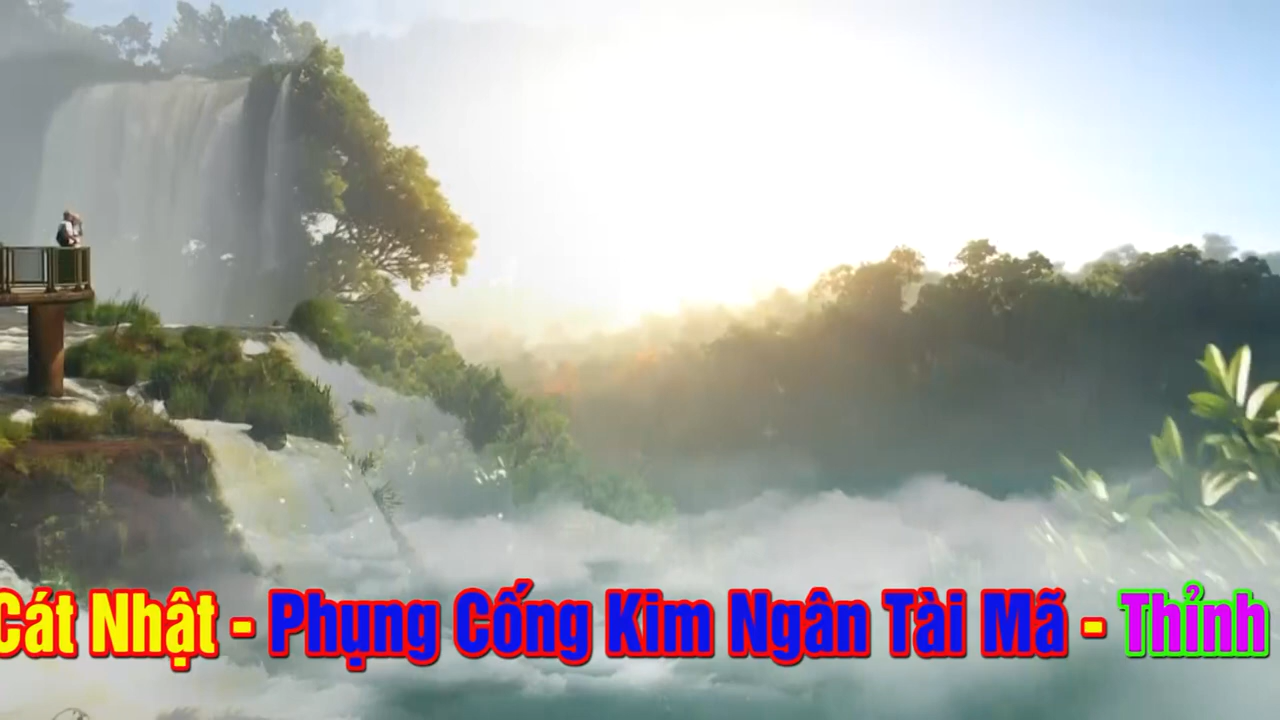 Cát Nhật - Phụng Cống Kim Ngân Tài Mã - Thỉnh